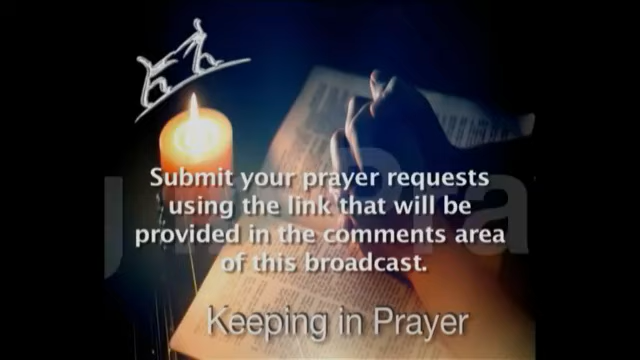 Submit your prayer requests
using the link that will be
provided in the comments area
of this broadcast.
Keeping in Prayer